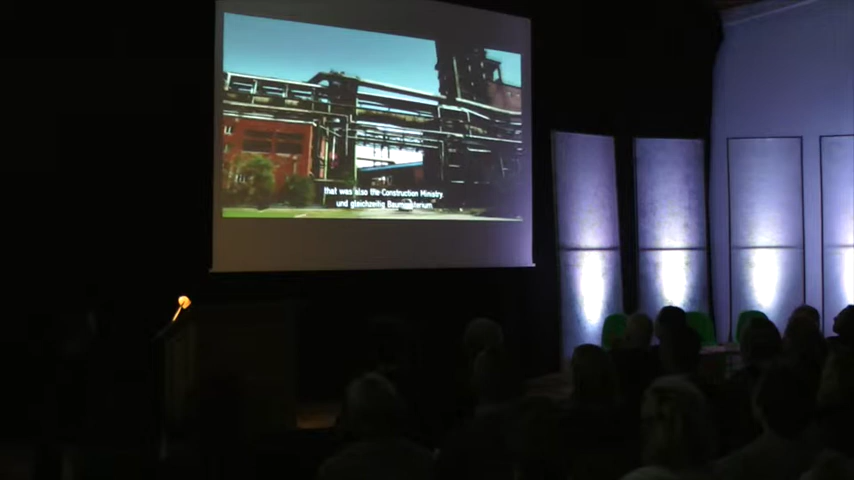 that was also the Construction Ministry.
und gleichzeitig Bauministerium.